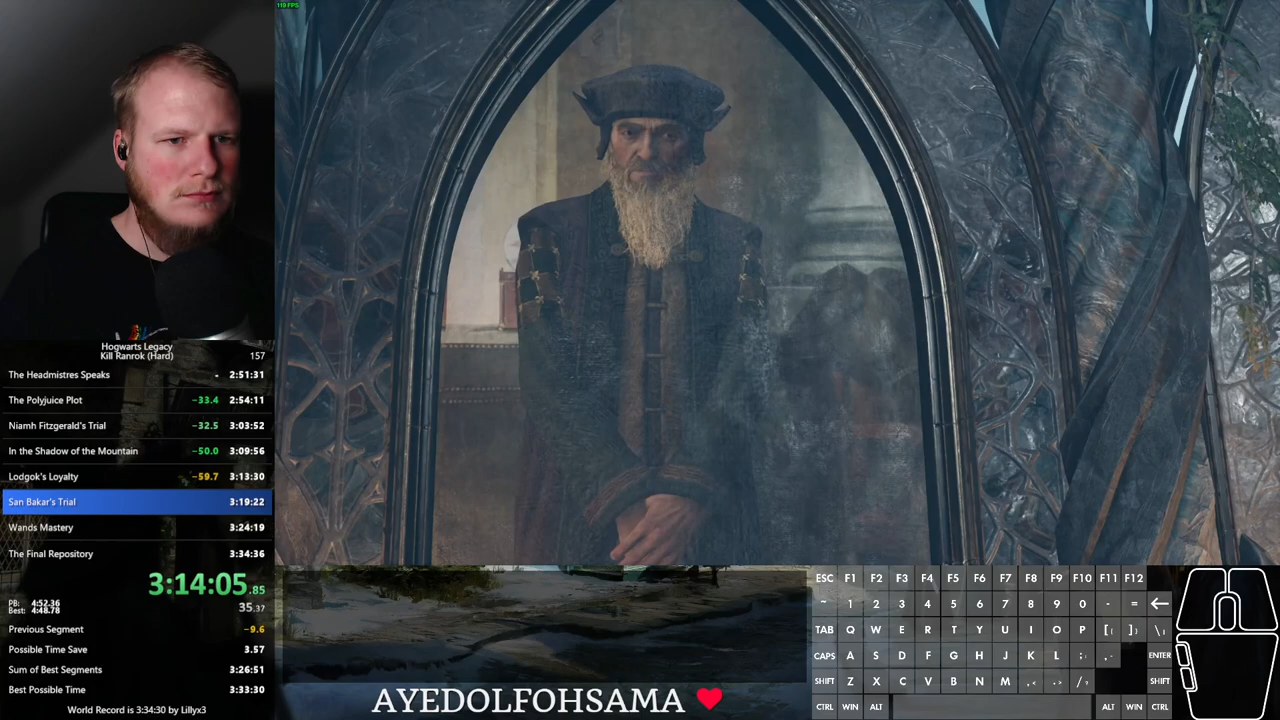 119 FPS
Hogwarts Legacy
Kill Ranrok (Hard) 157
The Headmistres Speaks - 2:51:31
The Polyjuice Plot −33.4 2:54:11
Niamh Fitzgerald's Trial −32.5 3:03:52
In the Shadow of the Mountain −50.0 3:09:56
Lodgok's Loyalty −59.7 3:13:30
San Bakar's Trial 3:19:22
Wands Mastery 3:24:19
The Final Repository 3:34:36
3:14:05.85
PB: 4:52.36 35.37
Best: 4:48.78
Previous Segment −9.6
Possible Time Save 3.57
Sum of Best Segments 3:26:51
Best Possible Time 3:33:30
World Record is 3:34:30 by Lillyx3
AYEDOLFOHSAMA ❤
ESC F1 F2 F3 F4 F5 F6 F7 F8 F9 F10 F11 F12
~ 1 2 3 4 5 6 7 8 9 0 - = ←
TAB Q W E R T Y U I O P [{ ]} \|
CAPS A S D F G H J K L ;: ,- ENTER
SHIFT Z X C V B N M ,< .> /? SHIFT
CTRL WIN ALT ALT WIN CTRL